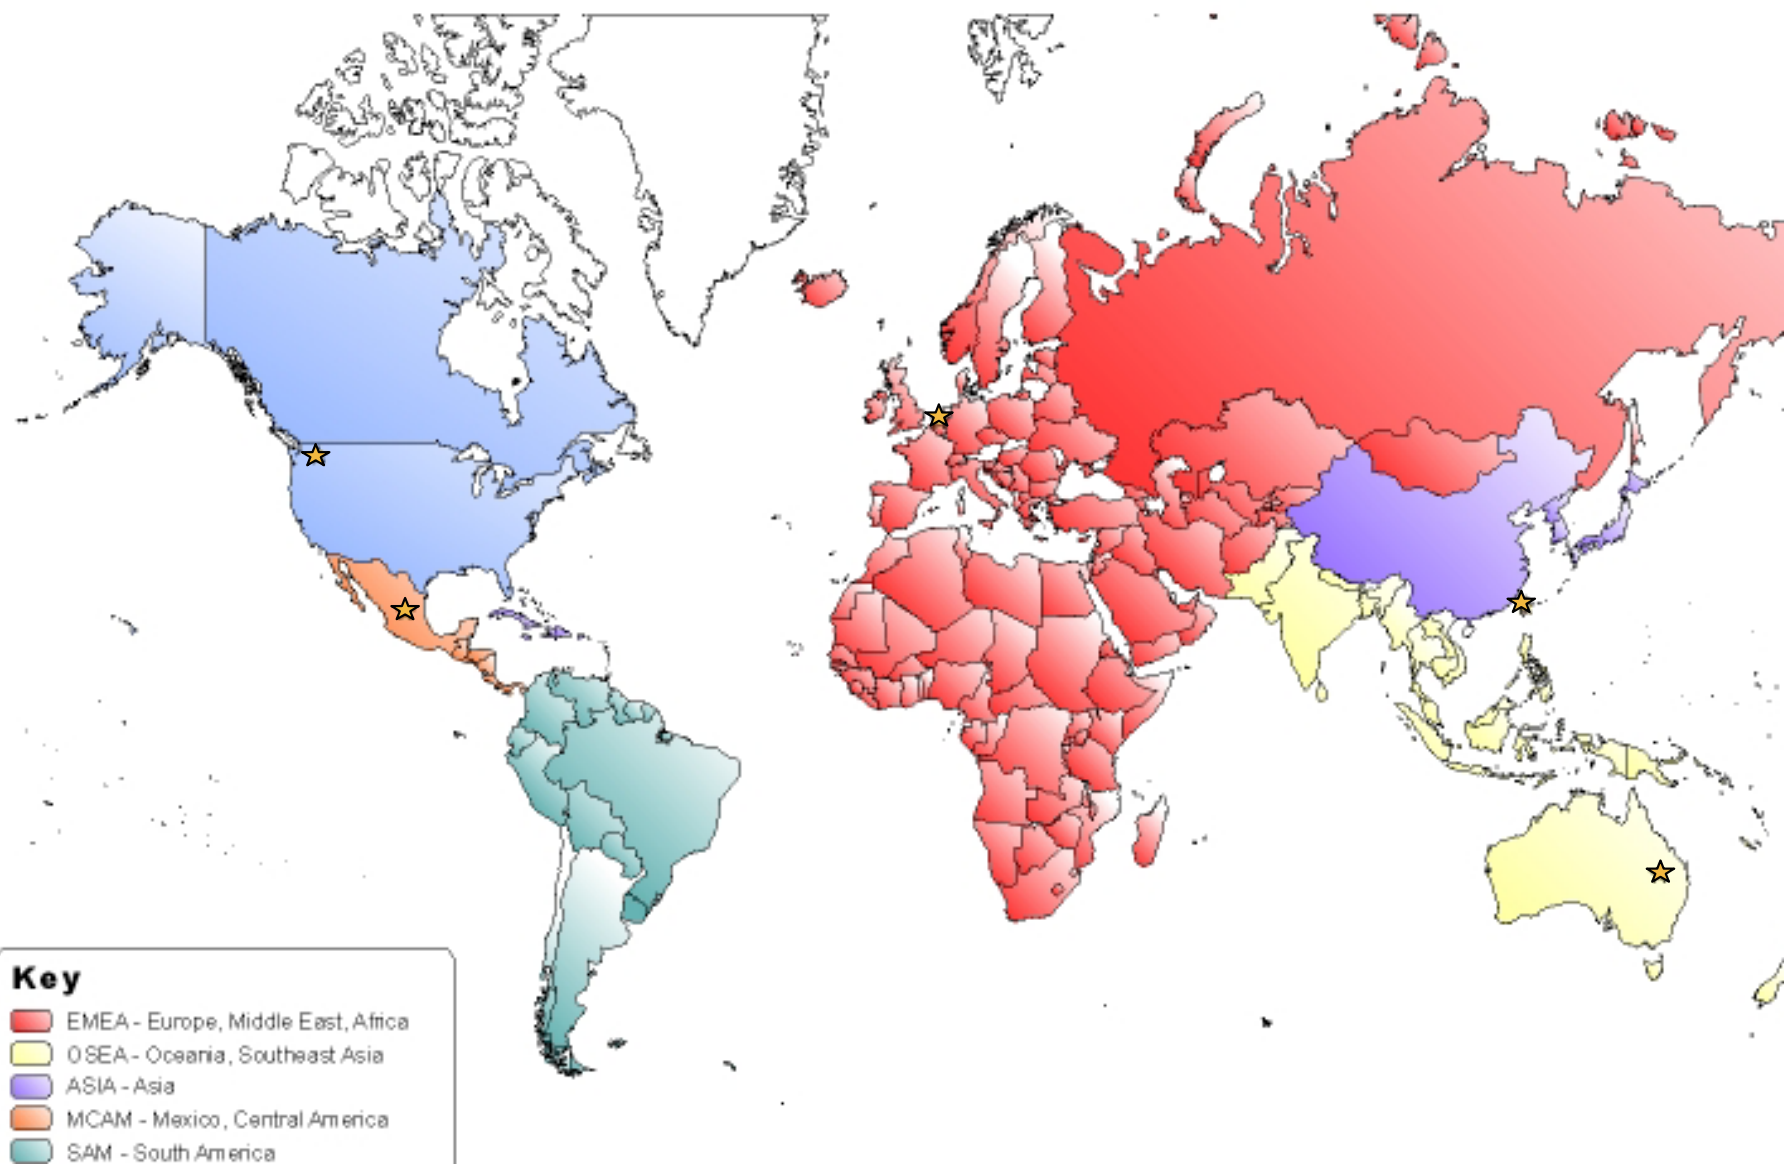 Key
EMEA - Europe, Middle East, Africa
OSEA - Oceania, Southeast Asia
ASIA - Asia
MCAM - Mexico, Central America
SAM - South America